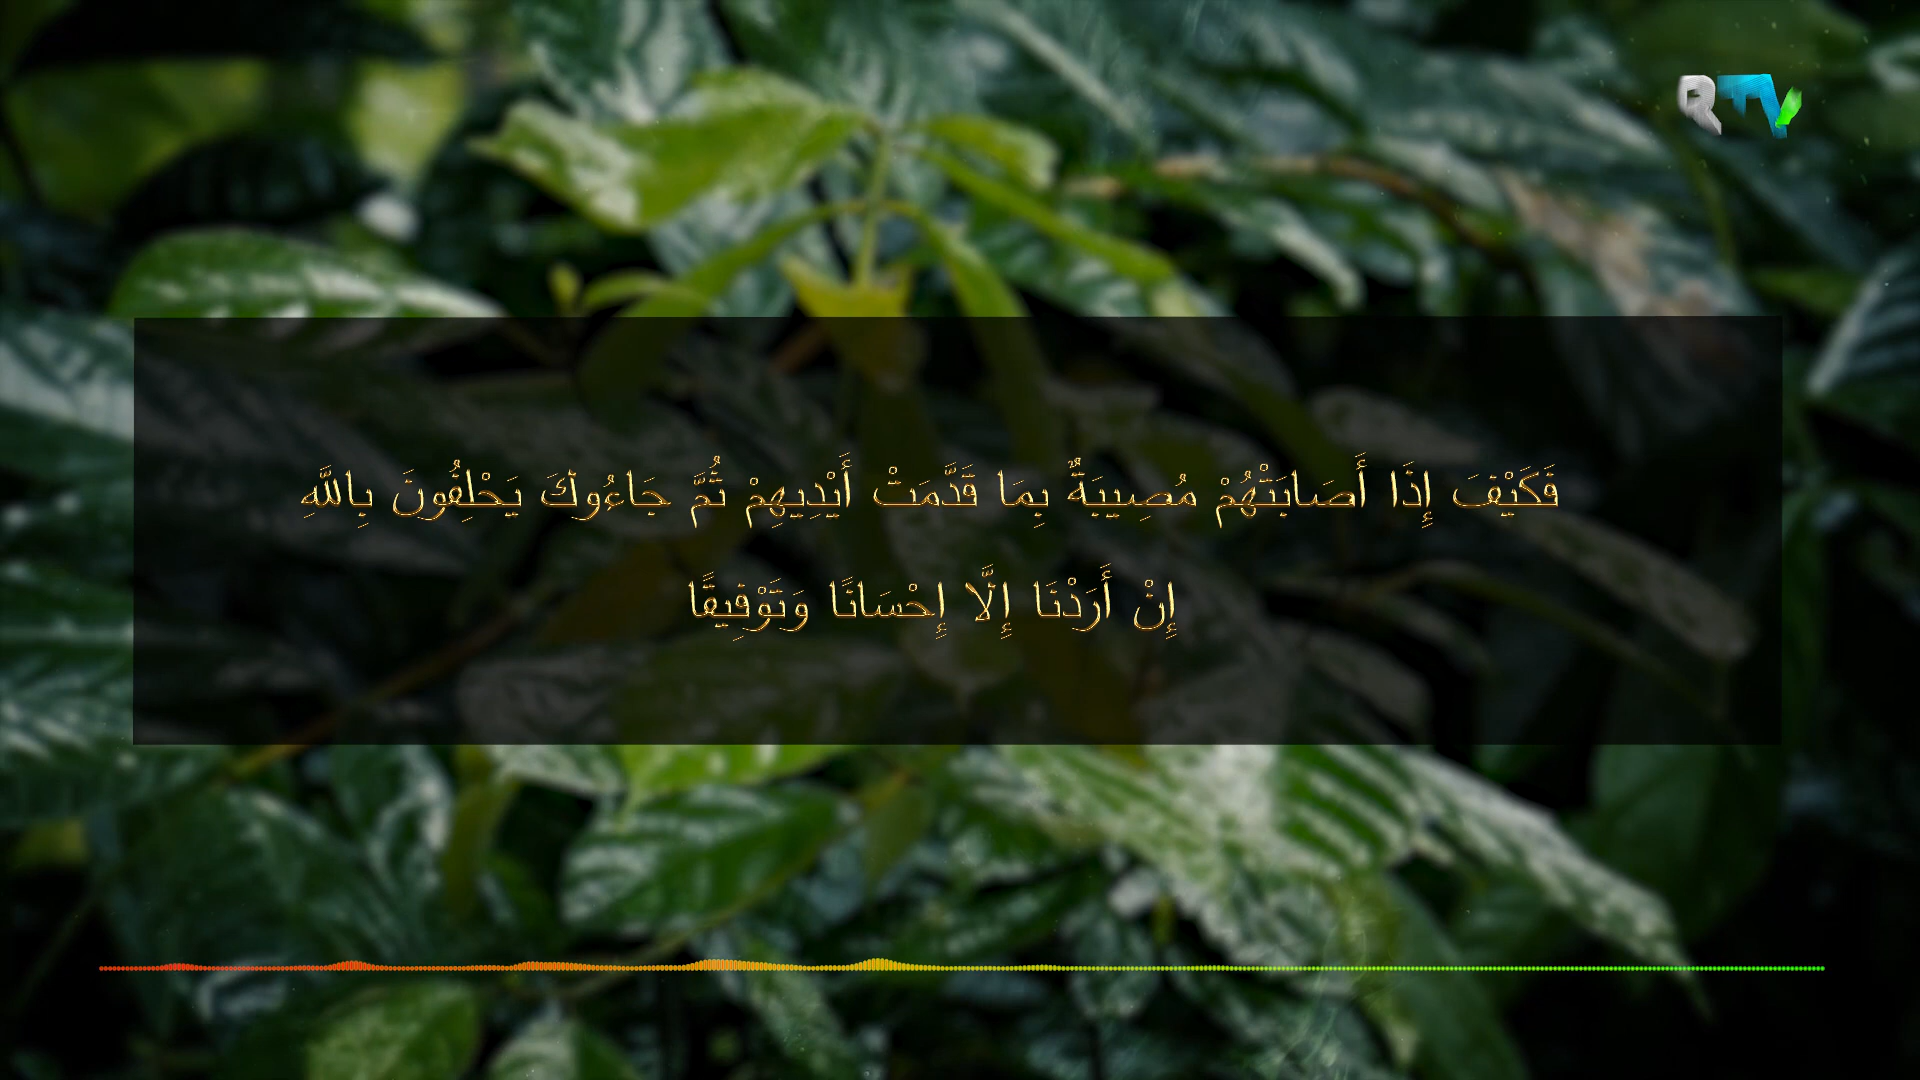 RTV
فَكَيْفَ إِذَا أَصَابَتْهُمْ مُصِيبَةٌ بِمَا قَدَّمَتْ أَيْدِيهِمْ ثُمَّ جَاءُوكَ يَحْلِفُونَ بِاللَّهِ
إِنْ أَرَدْنَا إِلَّا إِحْسَانًا وَتَوْفِيقًا